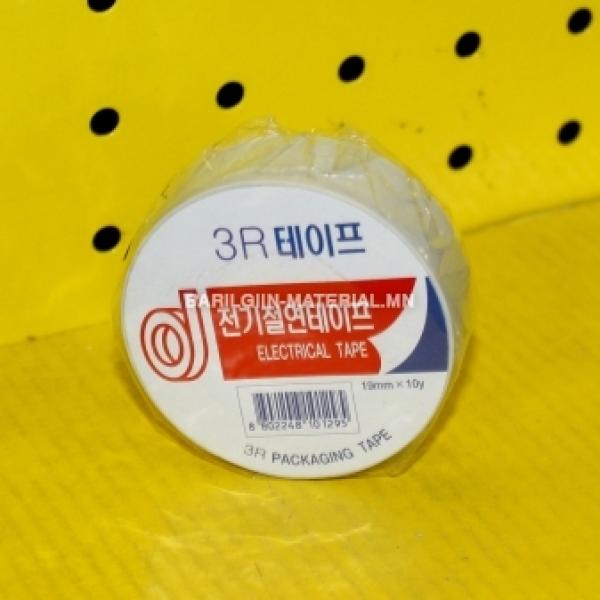 3R 테이프
BARILGIIN-MATERIAL.MN
전기절연테이프
ELECTRICAL TAPE
19mm × 10y
8 802248 101295
3R PACKAGING TAPE